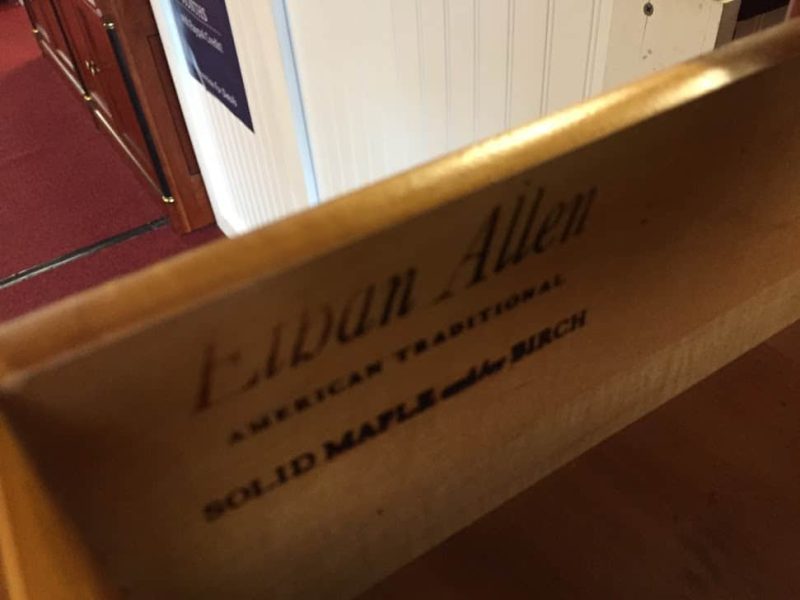 Ethan Allen
AMERICAN TRADITIONAL
SOLID MAPLE and/or BIRCH